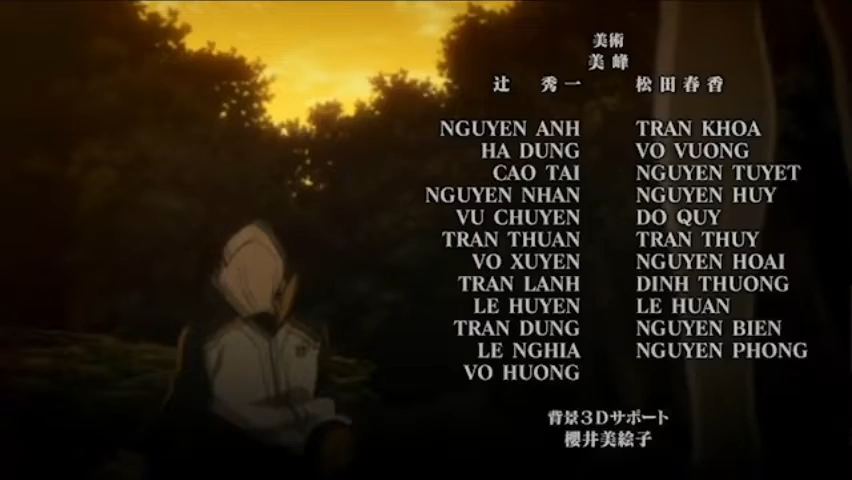 美術
美峰
辻 秀一 松田春香
NGUYEN ANH TRAN KHOA
HA DUNG VO VUONG
CAO TAI NGUYEN TUYET
NGUYEN NHAN NGUYEN HUY
VU CHUYEN DO QUY
TRAN THUAN TRAN THUY
VO XUYEN NGUYEN HOAI
TRAN LANH DINH THUONG
LE HUYEN LE HUAN
TRAN DUNG NGUYEN BIEN
LE NGHIA NGUYEN PHONG
VO HUONG
背景3Dサポート
櫻井美絵子